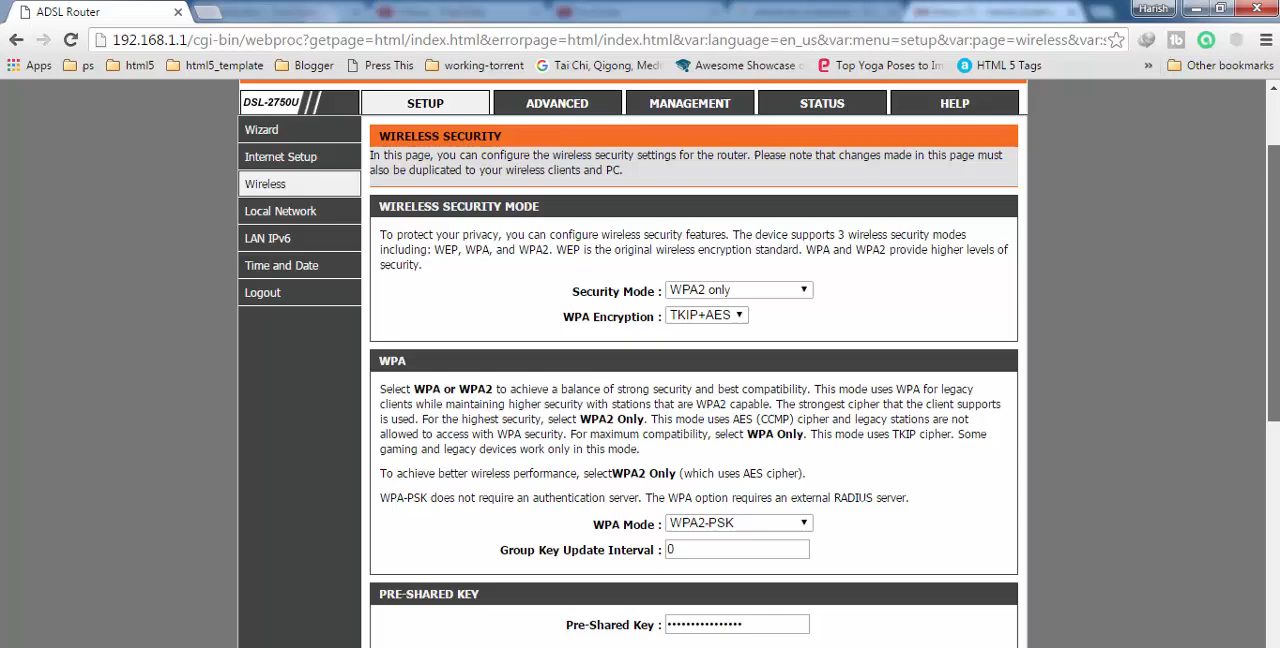 ADSL Router
Harish
192.168.1.1/cgi-bin/webproc?getpage=html/index.html&errorpage=html/index.html&var:language=en_us&var:menu=setup&var:page=wireless&var:s
Apps ps html5 html5_template Blogger Press This working-torrent Tai Chi, Qigong, Med Awesome Showcase Top Yoga Poses to Im HTML 5 Tags » Other bookmarks
DSL-2750U SETUP ADVANCED MANAGEMENT STATUS HELP
Wizard
Internet Setup
Wireless
Local Network
LAN IPv6
Time and Date
Logout
WIRELESS SECURITY
In this page, you can configure the wireless security settings for the router. Please note that changes made in this page must
also be duplicated to your wireless clients and PC.
WIRELESS SECURITY MODE
To protect your privacy, you can configure wireless security features. The device supports 3 wireless security modes
including: WEP, WPA, and WPA2. WEP is the original wireless encryption standard. WPA and WPA2 provide higher levels of
security.
Security Mode : WPA2 only
WPA Encryption : TKIP+AES
WPA
Select WPA or WPA2 to achieve a balance of strong security and best compatibility. This mode uses WPA for legacy
clients while maintaining higher security with stations that are WPA2 capable. The strongest cipher that the client supports
is used. For the highest security, select WPA2 Only. This mode uses AES (CCMP) cipher and legacy stations are not
allowed to access with WPA security. For maximum compatibility, select WPA Only. This mode uses TKIP cipher. Some
gaming and legacy devices work only in this mode.
To achieve better wireless performance, selectWPA2 Only (which uses AES cipher).
WPA-PSK does not require an authentication server. The WPA option requires an external RADIUS server.
WPA Mode : WPA2-PSK
Group Key Update Interval : 0
PRE-SHARED KEY
Pre-Shared Key : ••••••••••••••••